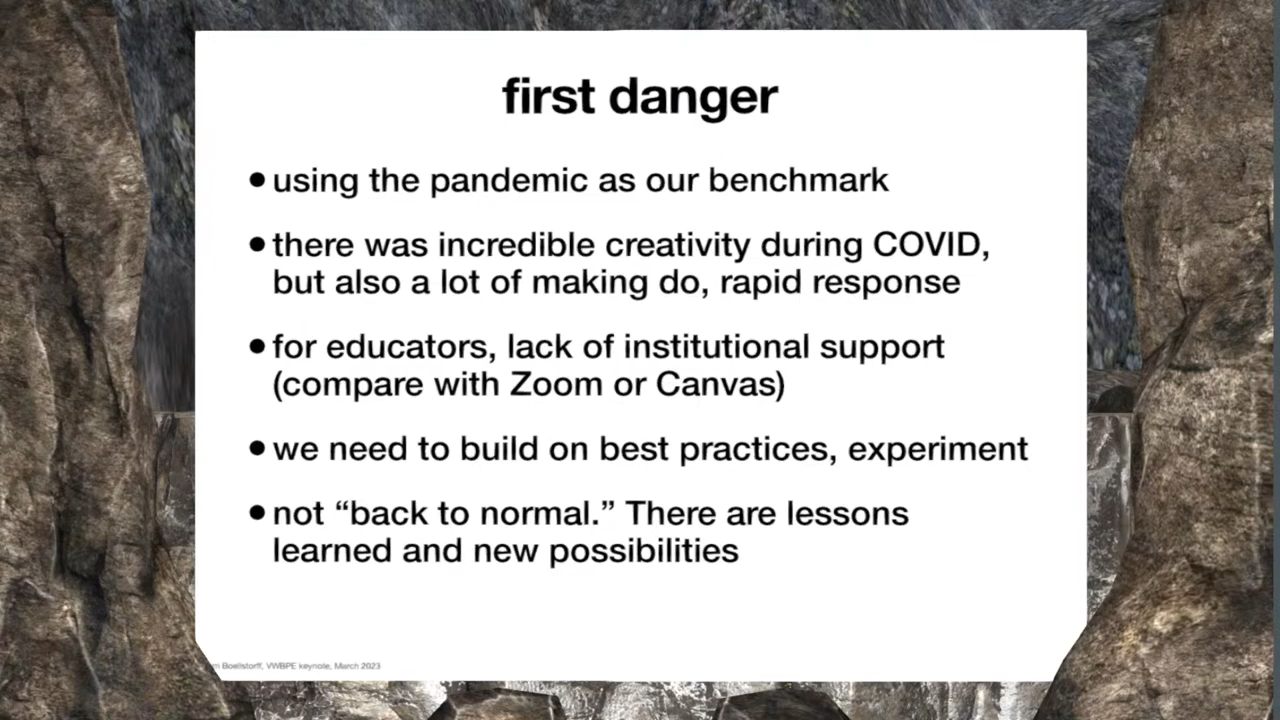 first danger
• using the pandemic as our benchmark
• there was incredible creativity during COVID,
but also a lot of making do, rapid response
• for educators, lack of institutional support
(compare with Zoom or Canvas)
• we need to build on best practices, experiment
• not “back to normal.” There are lessons
learned and new possibilities
Boellstorff, VWBPE keynote, March 2023